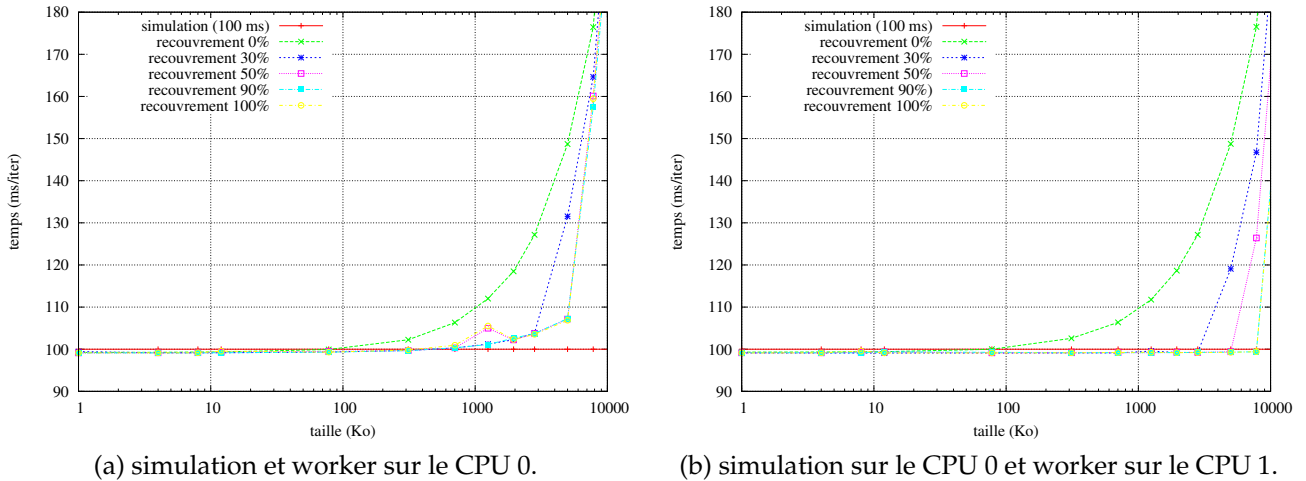 180
170
160
150
140
130
120
110
100
90
temps (ms/iter)
simulation (100 ms)
recouvrement 0%
recouvrement 30%
recouvrement 50%
recouvrement 90%
recouvrement 100%
1 10 100 1000 10000
taille (Ko)
(a) simulation et worker sur le CPU 0.
180
170
160
150
140
130
120
110
100
90
temps (ms/iter)
simulation (100 ms)
recouvrement 0%
recouvrement 30%
recouvrement 50%
recouvrement 90%)
recouvrement 100%
1 10 100 1000 10000
taille (Ko)
(b) simulation sur le CPU 0 et worker sur le CPU 1.